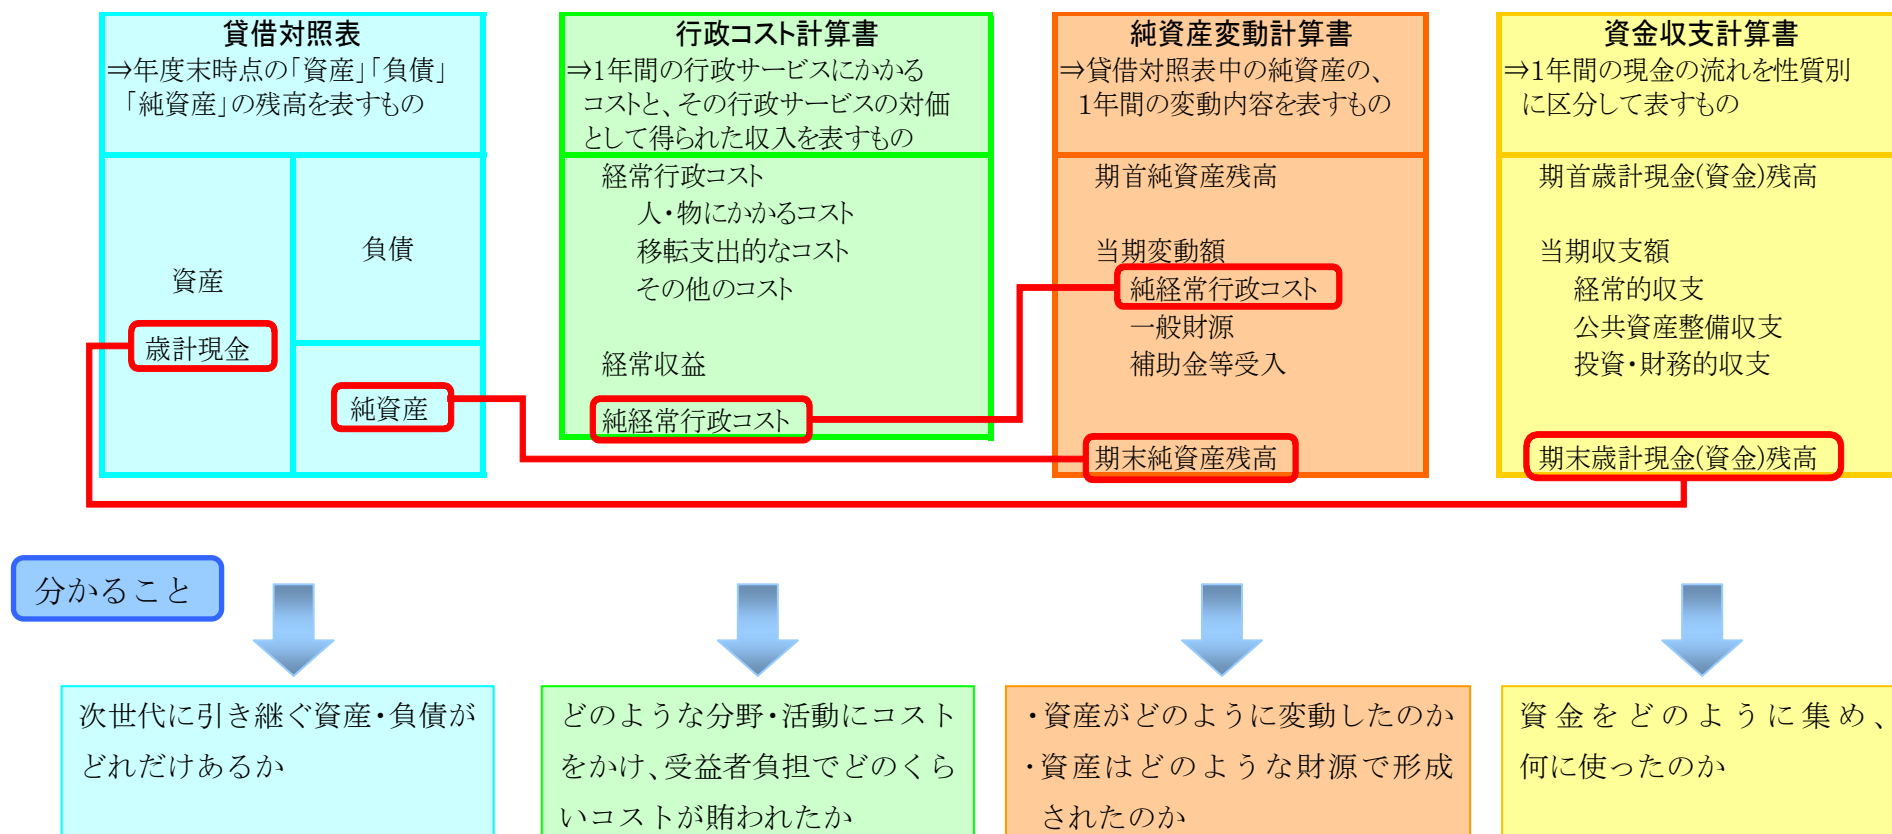 貸借対照表
⇒年度末時点の「資産」「負債」
「純資産」の残高を表すもの
資産
歳計現金
負債
純資産
行政コスト計算書
⇒1年間の行政サービスにかかる
コストと、その行政サービスの対価
として得られた収入を表すもの
経常行政コスト
人・物にかかるコスト
移転支出的なコスト
その他のコスト
経常収益
純経常行政コスト
純資産変動計算書
⇒貸借対照表中の純資産の、
1年間の変動内容を表すもの
期首純資産残高
当期変動額
純経常行政コスト
一般財源
補助金等受入
期末純資産残高
資金収支計算書
⇒1年間の現金の流れを性質別
に区分して表すもの
期首歳計現金(資金)残高
当期収支額
経常的収支
公共資産整備収支
投資・財務的収支
期末歳計現金(資金)残高
分かること
次世代に引き継ぐ資産・負債が
どれだけあるか
どのような分野・活動にコスト
をかけ、受益者負担でどのくら
いコストが賄われたか
・資産がどのように変動したのか
・資産はどのような財源で形成
されたのか
資金をどのように集め、
何に使ったのか